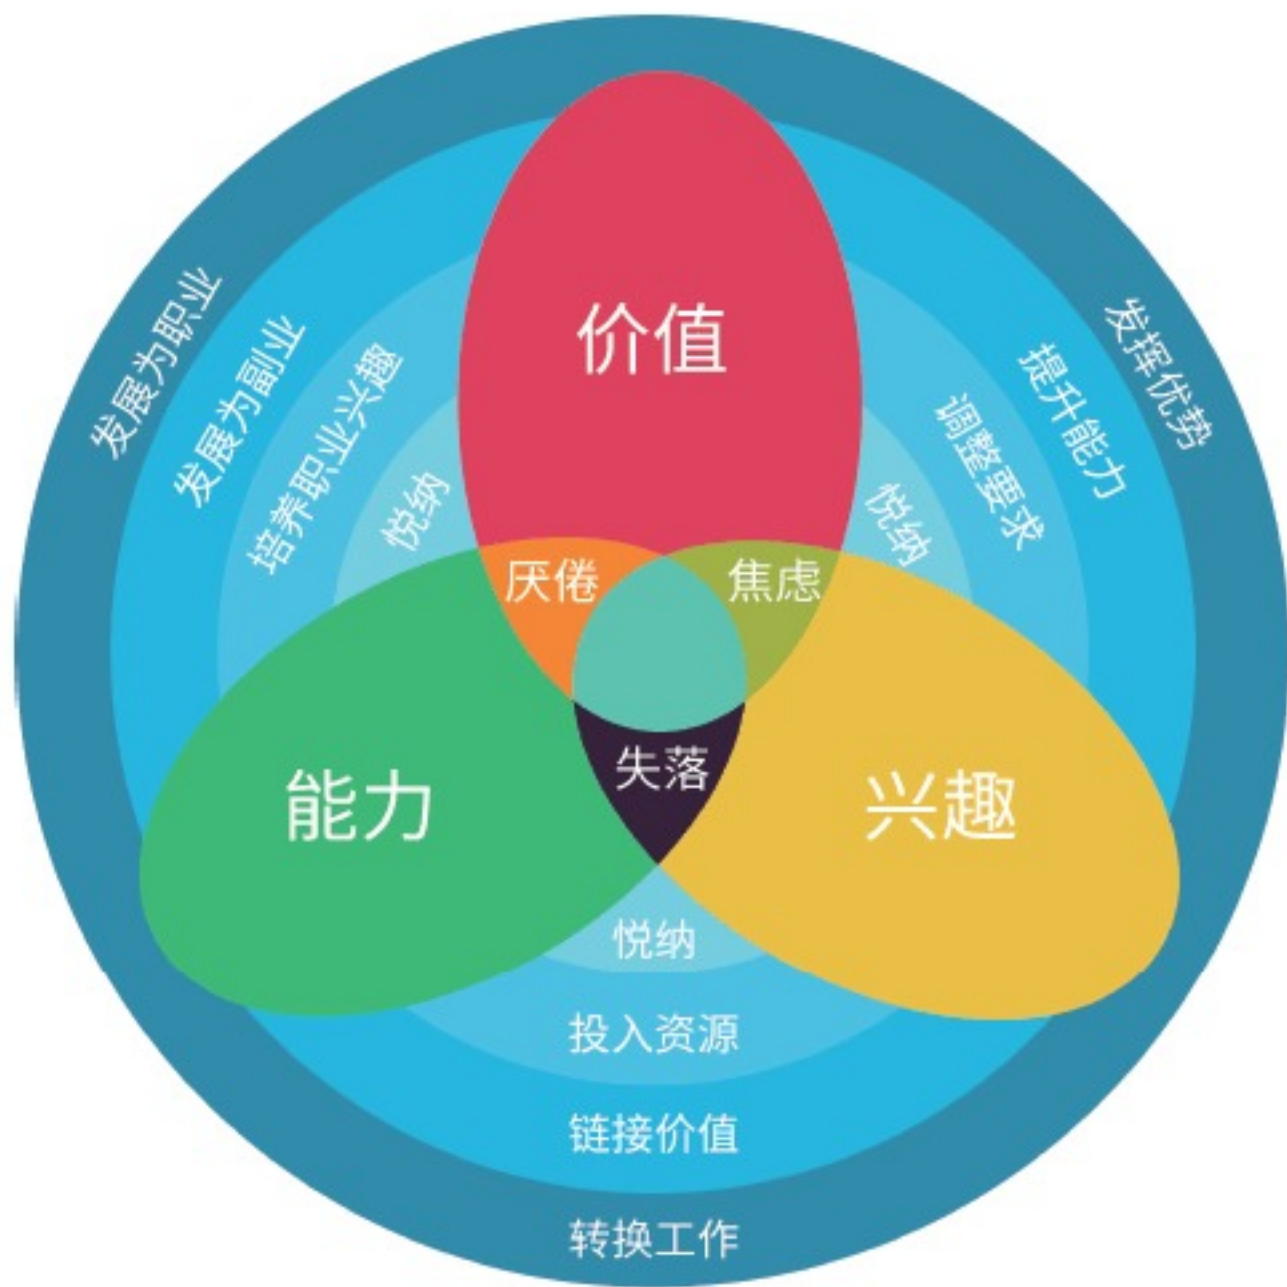 价值
发展为职业
发展为副业
培养职业兴趣
悦纳
发挥优势
提升能力
调整要求
悦纳
厌倦
焦虑
失落
能力
兴趣
悦纳
投入资源
链接价值
转换工作